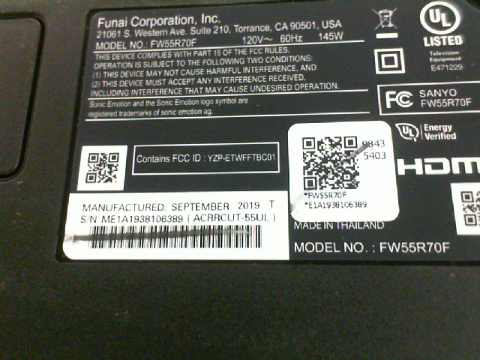 Funai Corporation, Inc.
21061 S. Western Ave. Suite 210, Torrance, CA 90501, USA
MODEL NO.: FW55R70F 120V~ 60Hz 145W
THIS DEVICE COMPLIES WITH PART 15 OF THE FCC RULES.
OPERATION IS SUBJECT TO THE FOLLOWING TWO CONDITIONS:
(1) THIS DEVICE MAY NOT CAUSE HARMFUL INTERFERENCE, AND
(2) THIS DEVICE MUST ACCEPT ANY INTERFERENCE RECEIVED,
INCLUDING INTERFERENCE THAT MAY CAUSE UNDESIRED OPERATION.
Sonic Emotion and the Sonic Emotion logo symbol are
registered trademarks of sonic emotion ag.
UL
LISTED
Television
Equipment
E471229
FC SANYO
FW55R70F
UL Energy
Verified
HDMI
Contains FCC ID : YZP-ETWFFTBC01
9843
5403
*FW55R70F
*E1A1938106389
MANUFACTURED: SEPTEMBER 2019 T
S/N ME1A1938106389 ( ACRRCUT-55UL )
MADE IN THAILAND
MODEL NO. : FW55R70F